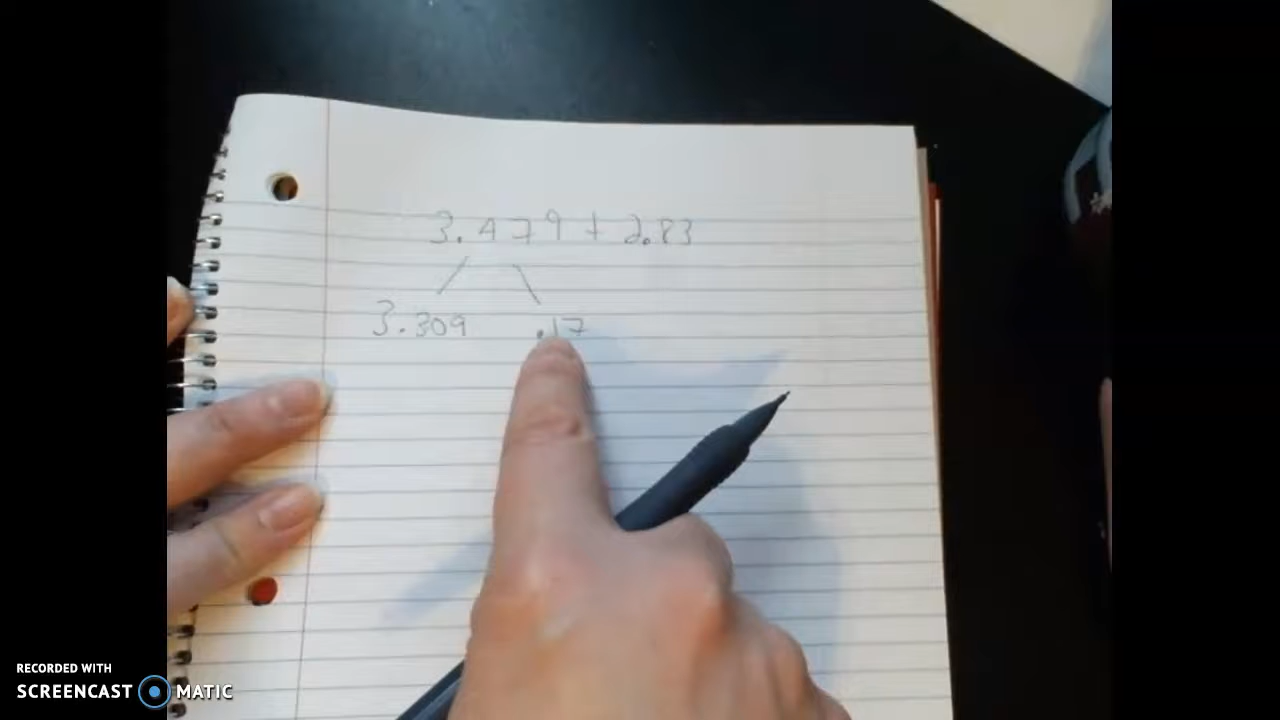 3.479 + 2.83
3.309 .17
RECORDED WITH
SCREENCAST MATIC